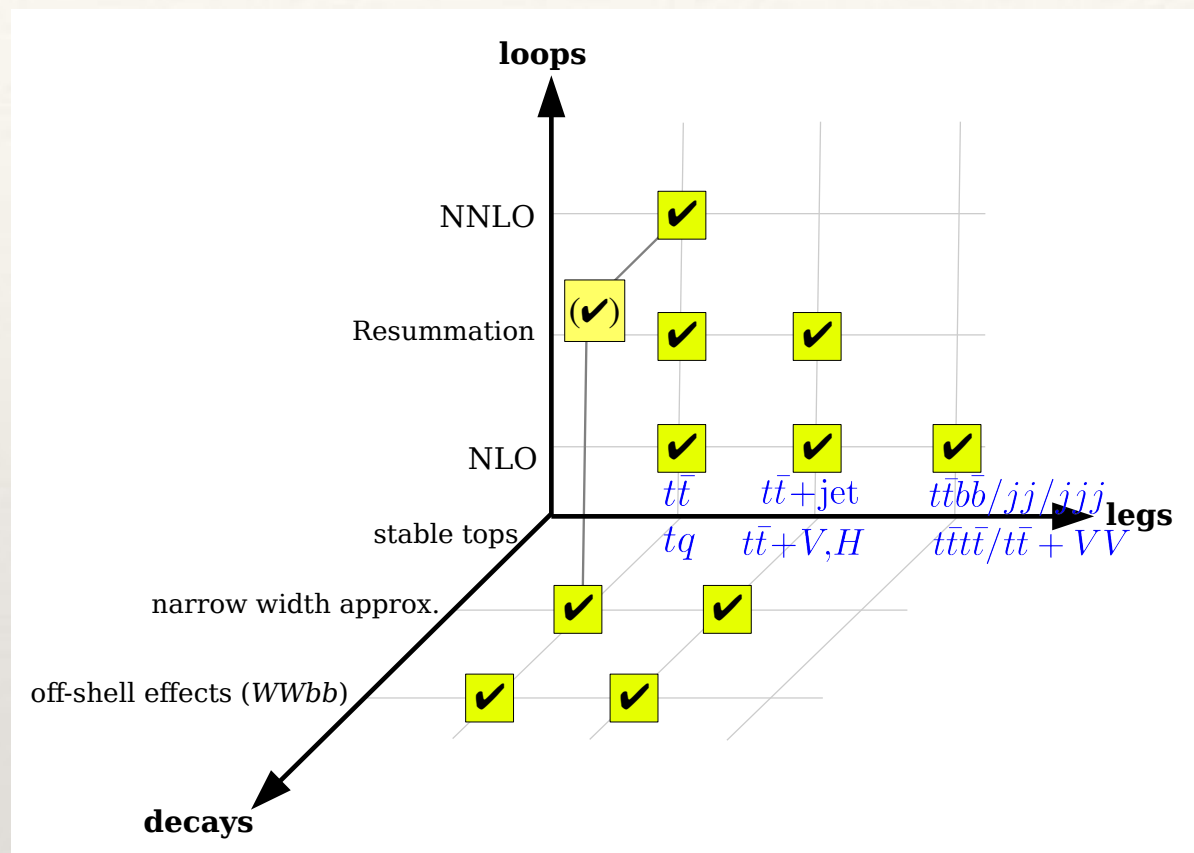 loops
NNLO ✔
(✔)
Resummation ✔ ✔
NLO ✔ ✔ ✔
tt̄ tt̄+jet tt̄bb̄/jj/jjj
legs
stable tops
tq tt̄+V,H tt̄tt̄/tt̄ + VV
narrow width approx. ✔ ✔
off-shell effects (WWbb) ✔ ✔
decays